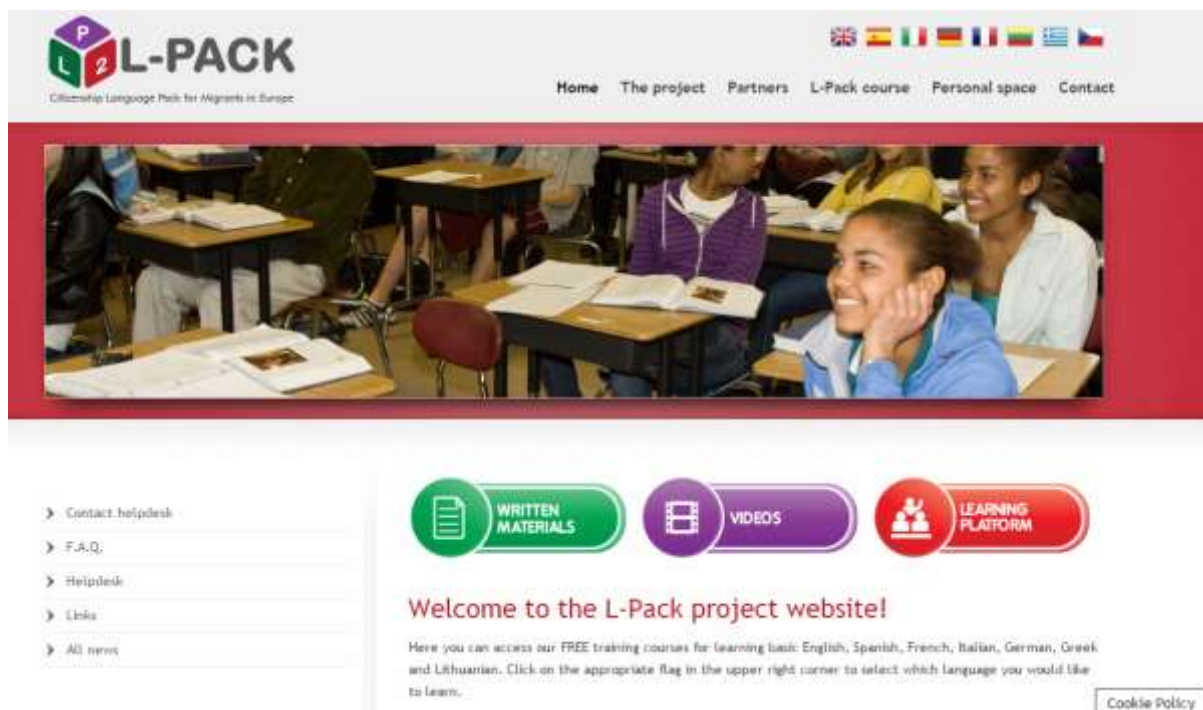 P
L 2
L-PACK
Citizenship Language Pack for Migrants in Europe
Home The project Partners L-Pack course Personal space Contact
Contact helpdesk
F.A.Q.
Helpdesk
Links
All news
WRITTEN
MATERIALS
VIDEOS
LEARNING
PLATFORM
Welcome to the L-Pack project website!
Here you can access our FREE training courses for learning basic English, Spanish, French, Italian, German, Greek
and Lithuanian. Click on the appropriate flag in the upper right corner to select which language you would like
to learn.
Cookie Policy